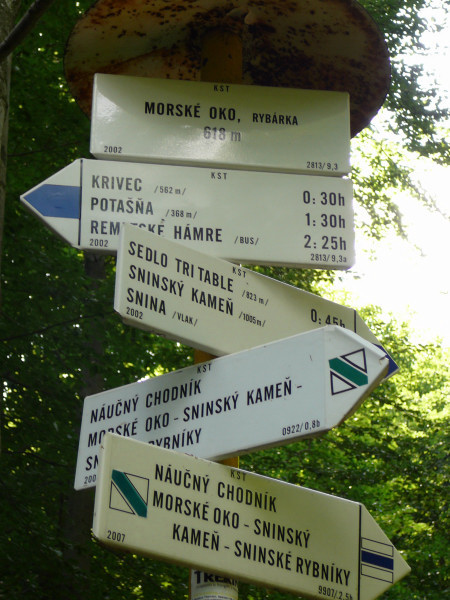 KST
MORSKÉ OKO, RYBÁRKA
618 m
2002 2813/9,3
KST
KRIVEC /562 m/ 0:30h
POTAŠŇA /368 m/ 1:30h
REMETSKÉ HÁMRE /BUS/ 2:25h
2002 2813/9,3a
KST
SEDLO TRI TABLE /823 m/ 0:45h
SNINSKÝ KAMEŇ /1005m/
SNINA /VLAK/
2002
KST
NÁUČNÝ CHODNÍK
MORSKÉ OKO - SNINSKÝ KAMEŇ -
RYBNÍKY
0922/0,8b
KST
NÁUČNÝ CHODNÍK
MORSKÉ OKO - SNINSKÝ
KAMEŇ - SNINSKÉ RYBNÍKY
2007 9907/2,5h